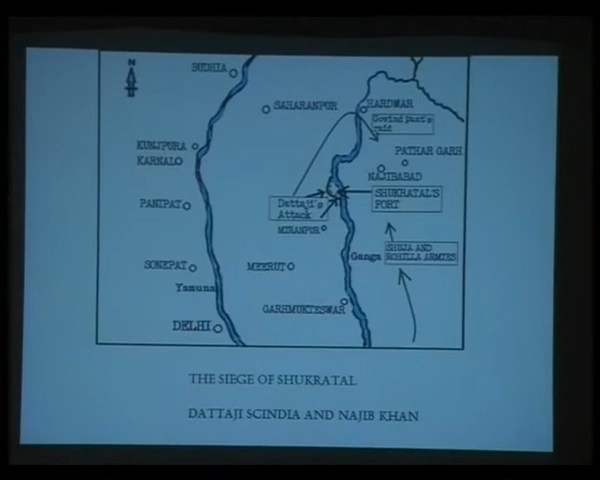 N
BUDHIA
SAHARANPUR
HARDWAR
Govind Pant's
raid
KUNJPURA
KARNAL
PATHAR GARH
NAJIBABAD
Dattaji's
Attack
SHUKRATAL'S
FORT
PANIPAT
MIRANPUR
SHUJA AND
ROHILLA ARMIES
Ganga
SONEPAT
MEERUT
Yamuna
GARHMUKTESWAR
DELHI
THE SIEGE OF SHUKRATAL
DATTAJI SCINDIA AND NAJIB KHAN